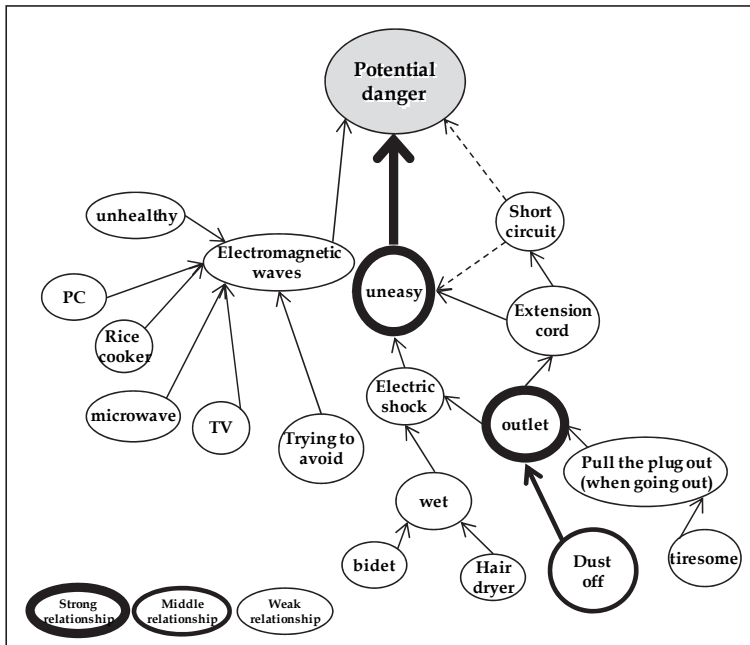 Potential
danger
unhealthy
Short
circuit
Electromagnetic
waves
PC
uneasy
Extension
cord
Rice
cooker
Electric
shock
microwave
TV
outlet
Trying to
avoid
Pull the plug out
(when going out)
wet
bidet
Hair
dryer
Dust
off
tiresome
Strong
relationship
Middle
relationship
Weak
relationship